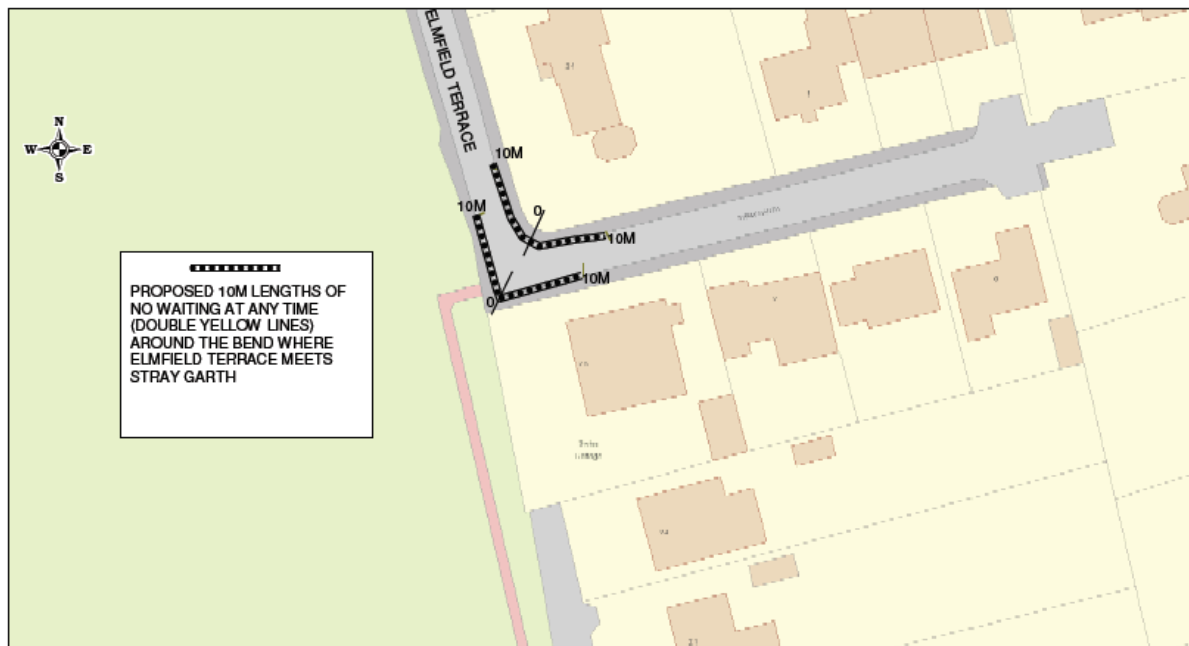 ELMFIELD TERRACE
N
W E
S
10M
10M
0
10M
10M
0
PROPOSED 10M LENGTHS OF
NO WAITING AT ANY TIME
(DOUBLE YELLOW LINES)
AROUND THE BEND WHERE
ELMFIELD TERRACE MEETS
STRAY GARTH